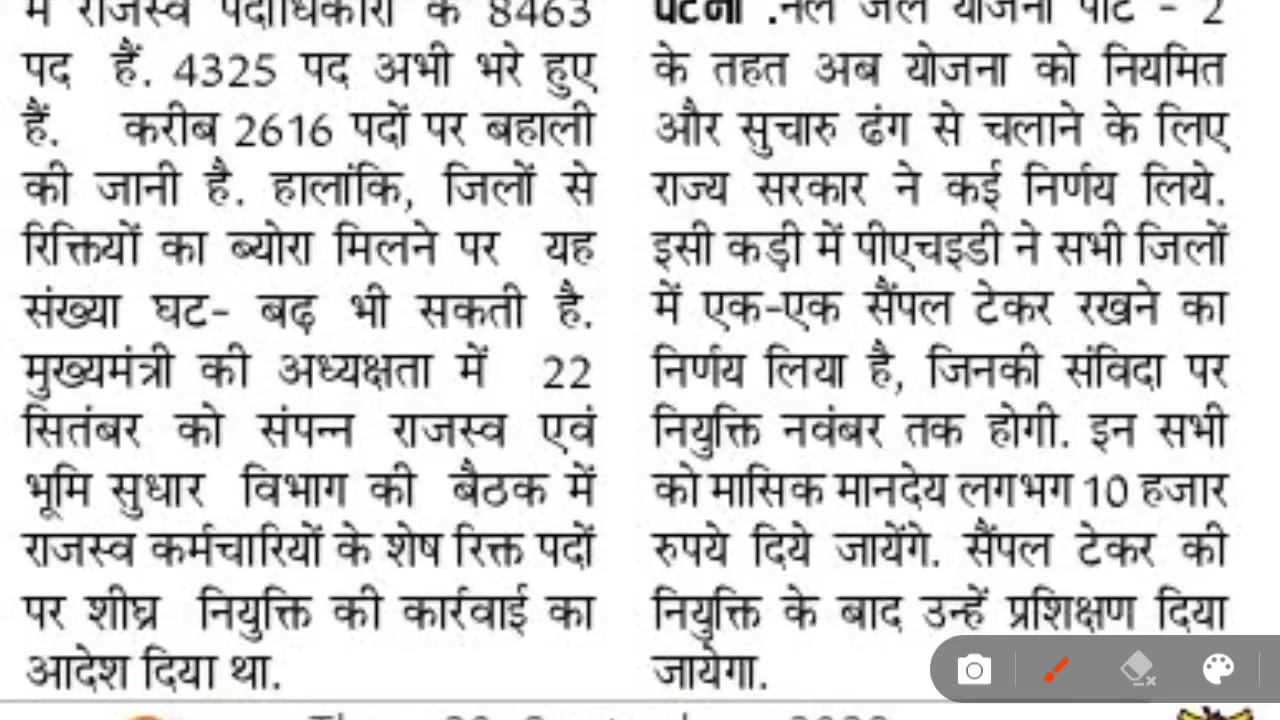 में राजस्व पदाधिकारी के 8463
पद हैं. 4325 पद अभी भरे हुए
हैं. करीब 2616 पदों पर बहाली
की जानी है. हालांकि, जिलों से
रिक्तियों का ब्योरा मिलने पर यह
संख्या घट- बढ़ भी सकती है.
मुख्यमंत्री की अध्यक्षता में 22
सितंबर को संपन्न राजस्व एवं
भूमि सुधार विभाग की बैठक में
राजस्व कर्मचारियों के शेष रिक्त पदों
पर शीघ्र नियुक्ति की कार्रवाई का
आदेश दिया था.
पटना .नल जल योजना पार्ट - 2
के तहत अब योजना को नियमित
और सुचारु ढंग से चलाने के लिए
राज्य सरकार ने कई निर्णय लिये.
इसी कड़ी में पीएचइडी ने सभी जिलों
में एक-एक सैंपल टेकर रखने का
निर्णय लिया है, जिनकी संविदा पर
नियुक्ति नवंबर तक होगी. इन सभी
को मासिक मानदेय लगभग 10 हजार
रुपये दिये जायेंगे. सैंपल टेकर की
नियुक्ति के बाद उन्हें प्रशिक्षण दिया
जायेगा.